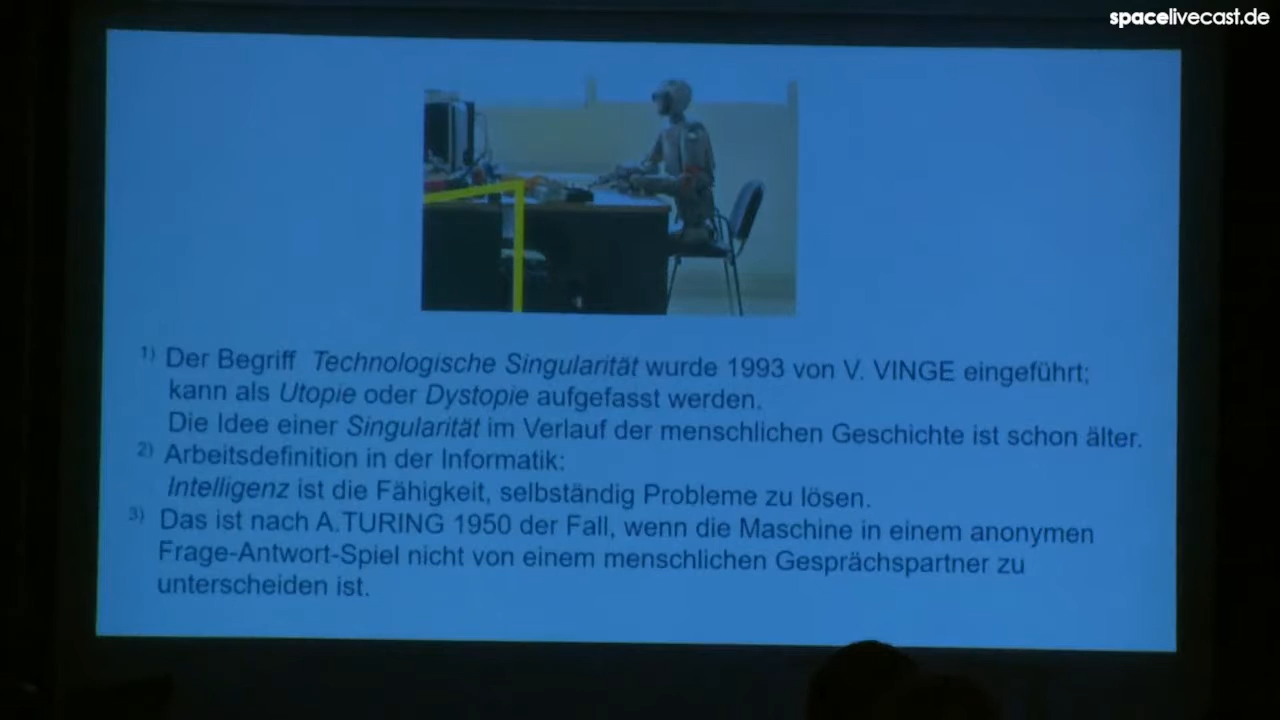 spacelivecast.de
1) Der Begriff Technologische Singularität wurde 1993 von V. VINGE eingeführt;
kann als Utopie oder Dystopie aufgefasst werden.
Die Idee einer Singularität im Verlauf der menschlichen Geschichte ist schon älter.
2) Arbeitsdefinition in der Informatik:
Intelligenz ist die Fähigkeit, selbständig Probleme zu lösen.
3) Das ist nach A.TURING 1950 der Fall, wenn die Maschine in einem anonymen
Frage-Antwort-Spiel nicht von einem menschlichen Gesprächspartner zu
unterscheiden ist.